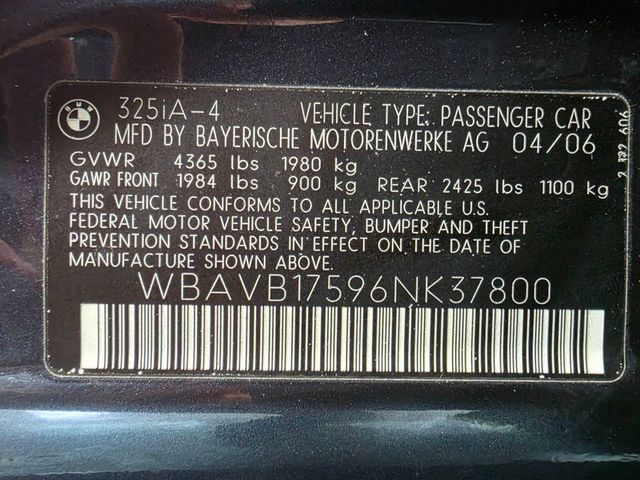 BMW
325iA-4 VEHICLE TYPE: PASSENGER CAR
MFD BY BAYERISCHE MOTORENWERKE AG 04/06
GVWR 4365 lbs 1980 kg
GAWR FRONT 1984 lbs 900 kg REAR 2425 lbs 1100 kg
THIS VEHICLE CONFORMS TO ALL APPLICABLE U.S.
FEDERAL MOTOR VEHICLE SAFETY, BUMPER AND THEFT
PREVENTION STANDARDS IN EFFECT ON THE DATE OF
MANUFACTURE SHOWN ABOVE.
WBAVB17596NK37800